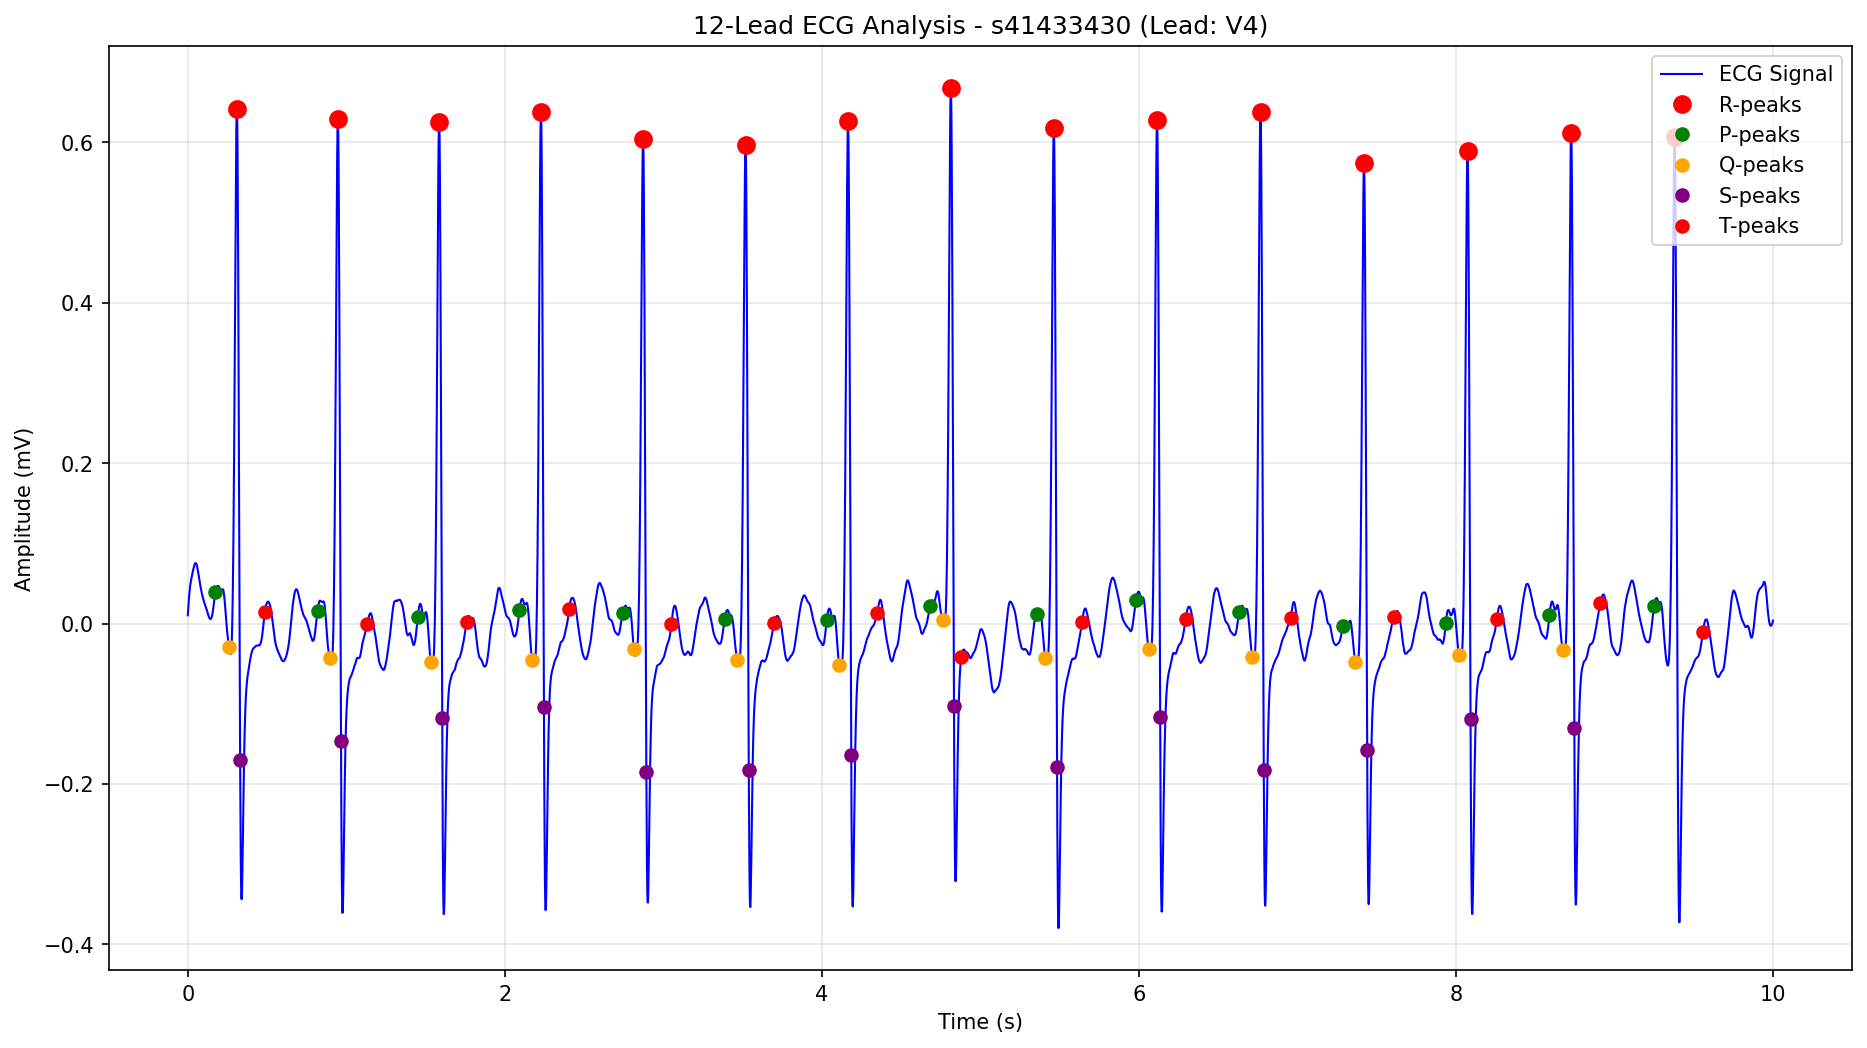 12-Lead ECG Analysis - s41433430 (Lead: V4)
ECG Signal
R-peaks
P-peaks
Q-peaks
S-peaks
T-peaks
0.6
0.4
0.2
0.0
−0.2
−0.4
Amplitude (mV)
0 2 4 6 8 10
Time (s)